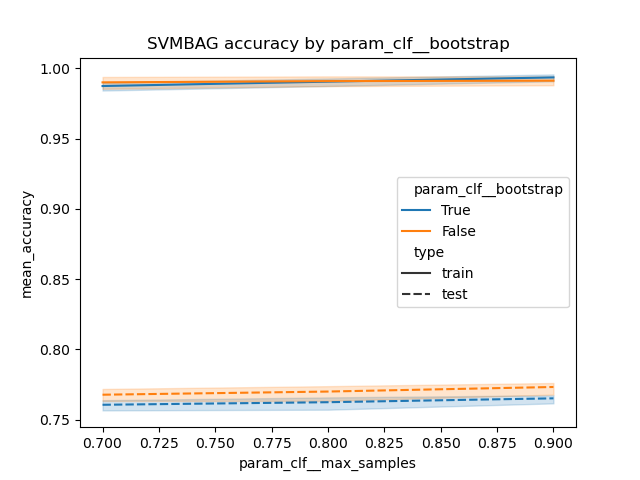 SVMBAG accuracy by param_clf__bootstrap
1.00
0.95
0.90
0.85
0.80
0.75
mean_accuracy
param_clf__bootstrap
True
False
type
train
test
0.700 0.725 0.750 0.775 0.800 0.825 0.850 0.875 0.900
param_clf__max_samples